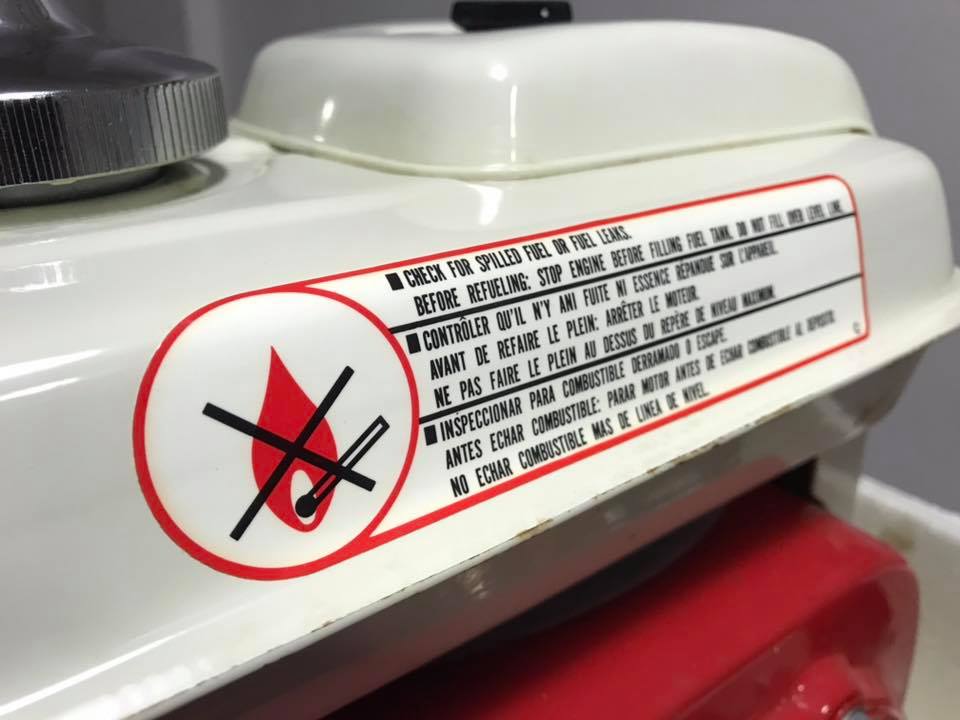 ■ CHECK FOR SPILLED FUEL OR FUEL LEAKS.
BEFORE REFUELING: STOP ENGINE BEFORE FILLING FUEL TANK. DO NOT FILL OVER LEVEL LINE.
■ CONTRÔLER QU'IL N'Y ANI FUITE NI ESSENCE RÉPANDUE SUR L'APPAREIL.
AVANT DE REFAIRE LE PLEIN: ARRÊTER LE MOTEUR.
NE PAS FAIRE LE PLEIN AU DESSUS DU REPÈRE DE NIVEAU MAXIMUM.
■ INSPECCIONAR PARA COMBUSTIBLE DERRAMADO O ESCAPE.
ANTES ECHAR COMBUSTIBLE: PARAR MOTOR ANTES DE ECHAR COMBUSTIBLE AL DEPOSITO.
NO ECHAR COMBUSTIBLE MAS DE LINEA DE NIVEL.